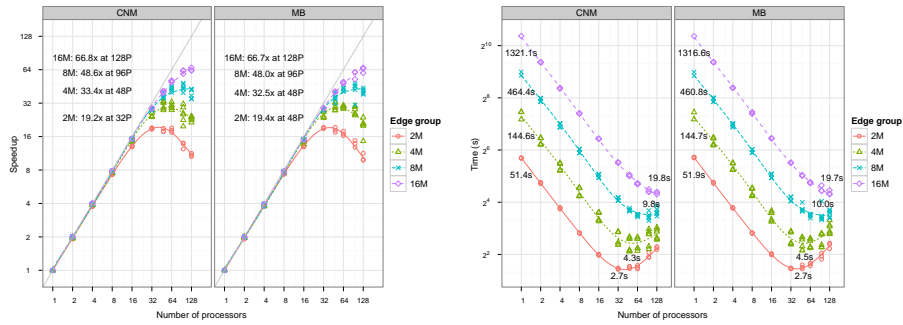 CNM
MB
128
64
32
16
8
4
2
1
Speedup
16M: 66.8x at 128P
8M: 48.6x at 96P
4M: 33.4x at 48P
2M: 19.2x at 32P
16M: 66.7x at 128P
8M: 48.0x at 96P
4M: 32.5x at 48P
2M: 19.4x at 48P
1 2 4 8 16 32 64 128
1 2 4 8 16 32 64 128
Number of processors
Edge group
2M
4M
8M
16M
CNM
MB
2^10
2^8
2^6
2^4
2^2
Time (s)
1321.1s
464.4s
144.6s
51.4s
19.8s
9.8s
4.3s
2.7s
1316.6s
460.8s
144.7s
51.9s
19.7s
10.0s
4.5s
2.7s
1 2 4 8 16 32 64 128
1 2 4 8 16 32 64 128
Number of processors
Edge group
2M
4M
8M
16M